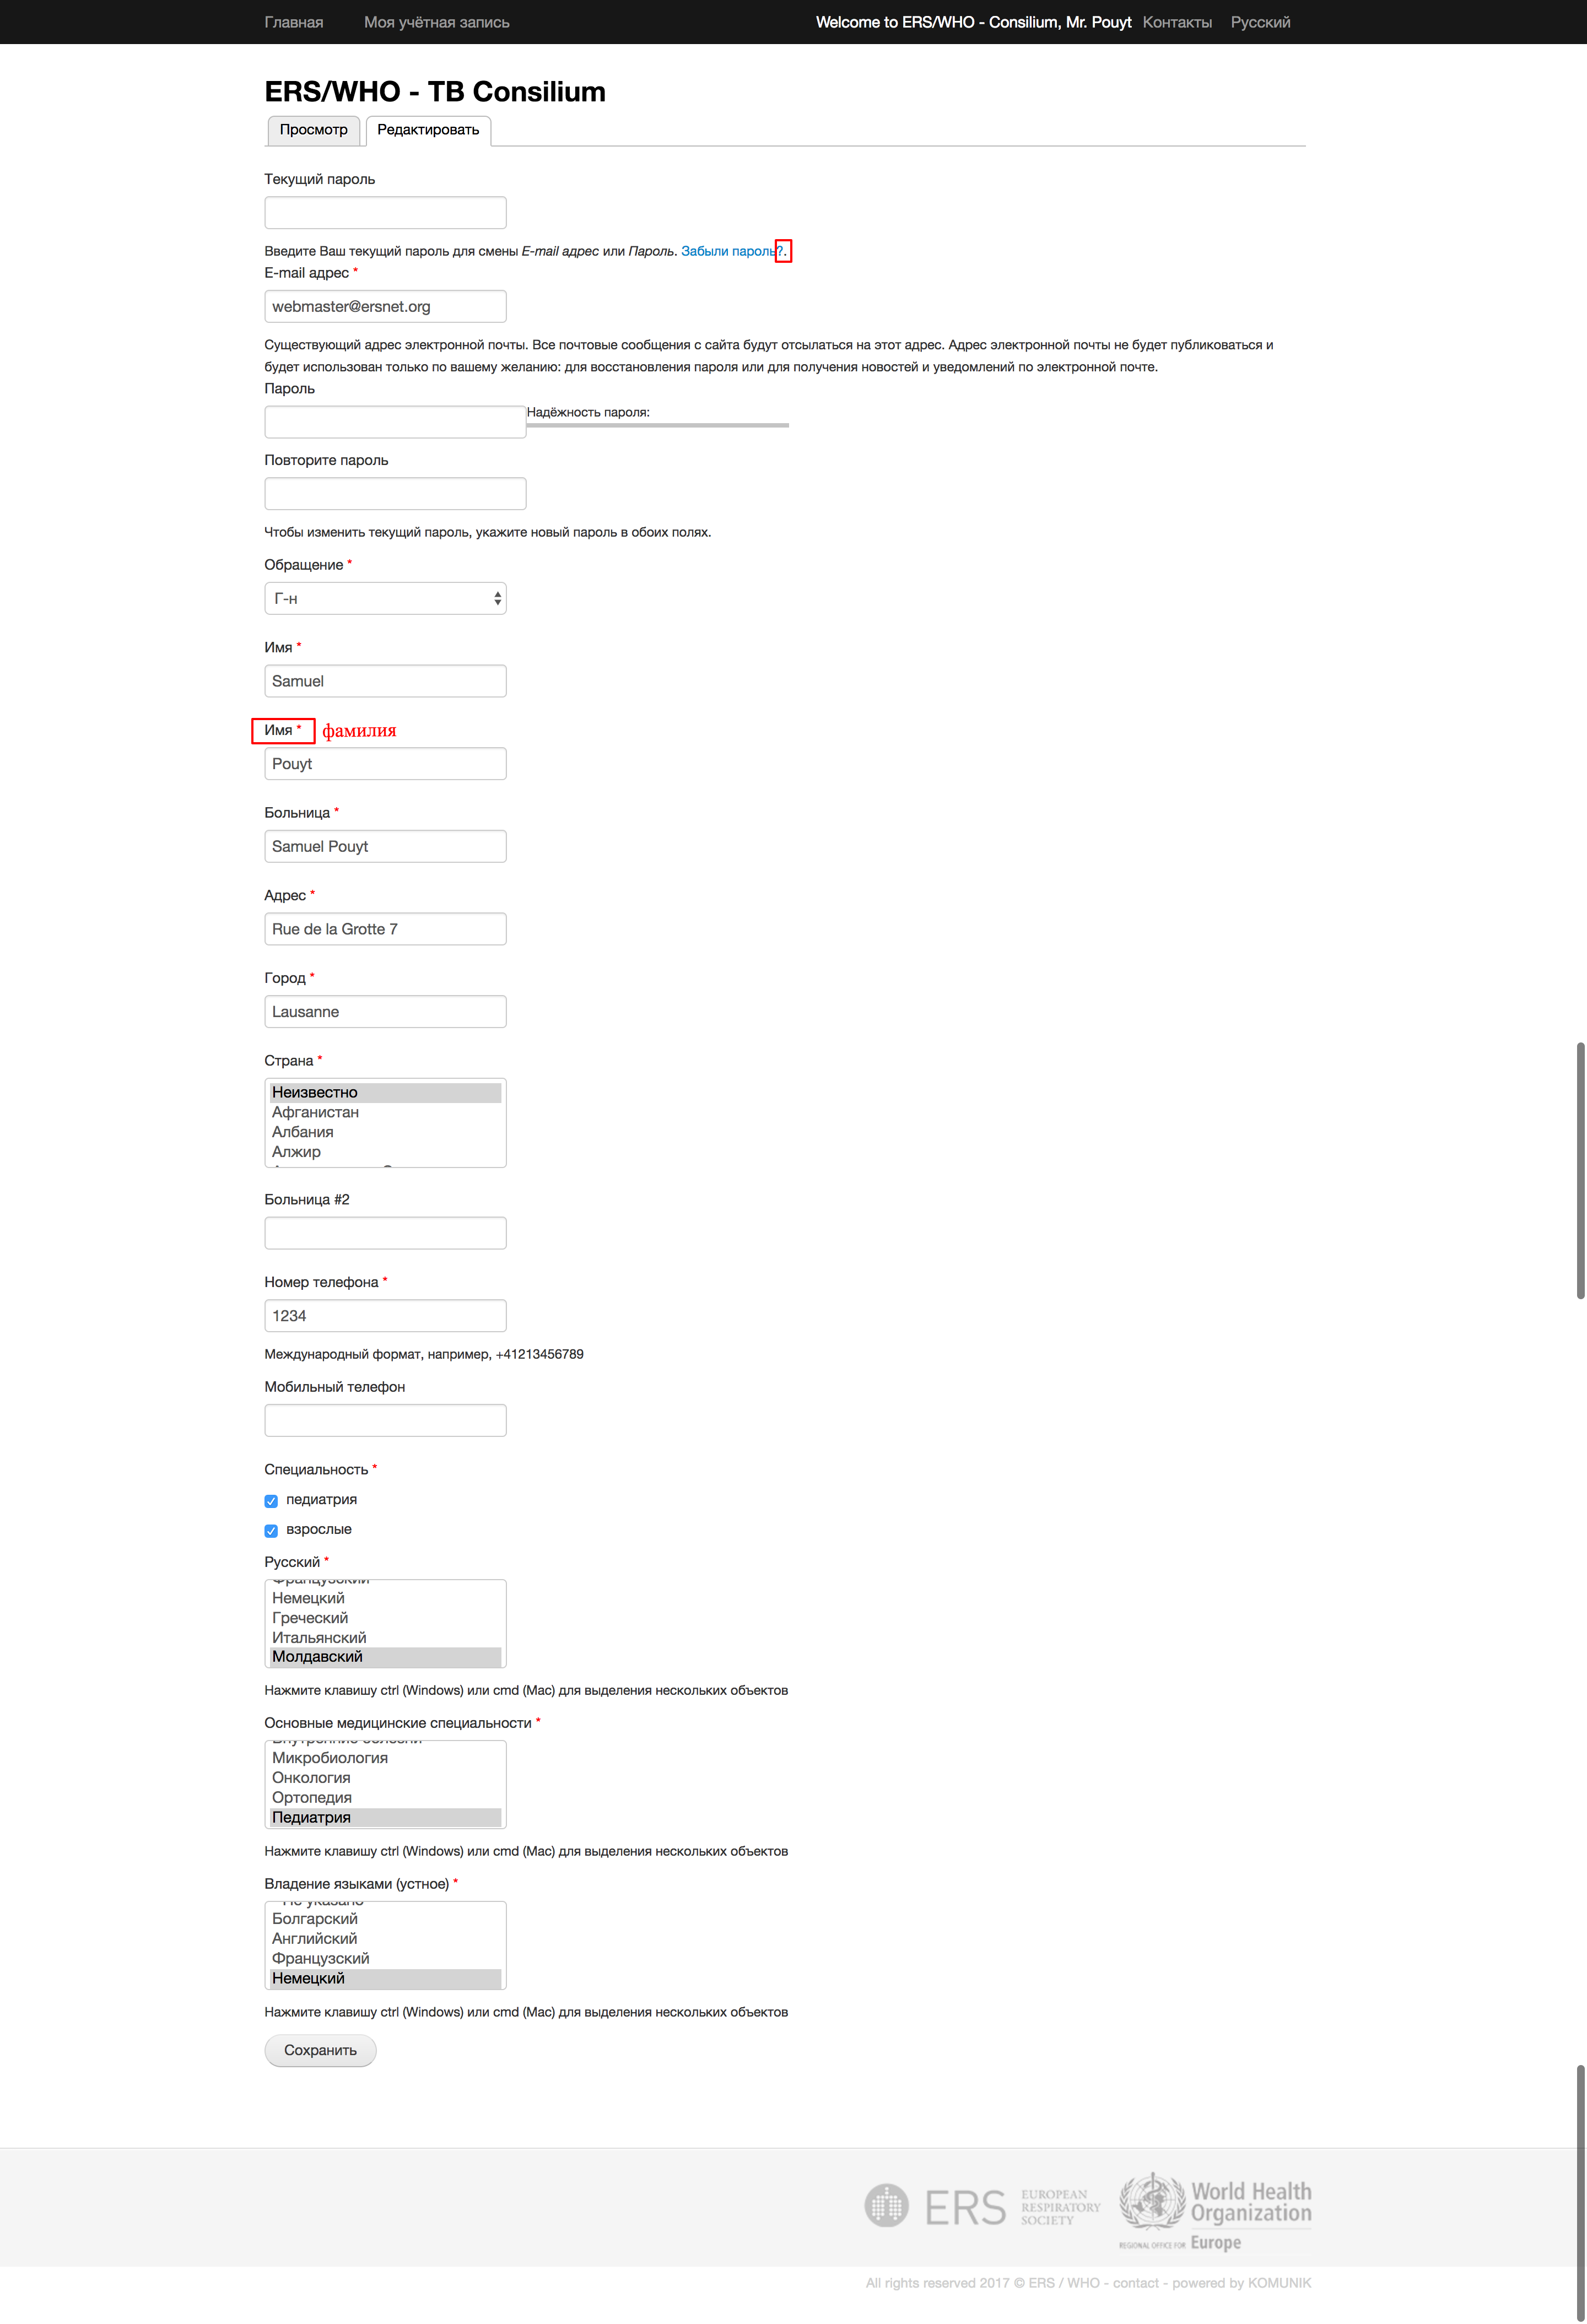 Главная Моя учётная запись Welcome to ERS/WHO - Consilium, Mr. Pouyt Контакты Русский
ERS/WHO - TB Consilium
Просмотр Редактировать
Текущий пароль
Введите Ваш текущий пароль для смены E-mail адрес или Пароль. Забыли пароль?.
E-mail адрес *
webmaster@ersnet.org
Существующий адрес электронной почты. Все почтовые сообщения с сайта будут отсылаться на этот адрес. Адрес электронной почты не будет публиковаться и
будет использован только по вашему желанию: для восстановления пароля или для получения новостей и уведомлений по электронной почте.
Пароль
Надёжность пароля:
Повторите пароль
Чтобы изменить текущий пароль, укажите новый пароль в обоих полях.
Обращение *
Г-н
Имя *
Samuel
Имя * фамилия
Pouyt
Больница *
Samuel Pouyt
Адрес *
Rue de la Grotte 7
Город *
Lausanne
Страна *
Неизвестно
Афганистан
Албания
Алжир
Больница #2
Номер телефона *
1234
Международный формат, например, +41213456789
Мобильный телефон
Специальность *
педиатрия
взрослые
Русский *
Французский
Немецкий
Греческий
Итальянский
Молдавский
Нажмите клавишу ctrl (Windows) или cmd (Mac) для выделения нескольких объектов
Основные медицинские специальности *
Внутренние болезни
Микробиология
Онкология
Ортопедия
Педиатрия
Нажмите клавишу ctrl (Windows) или cmd (Mac) для выделения нескольких объектов
Владение языками (устное) *
Не указано
Болгарский
Английский
Французский
Немецкий
Нажмите клавишу ctrl (Windows) или cmd (Mac) для выделения нескольких объектов
Сохранить
ERS EUROPEAN RESPIRATORY SOCIETY
World Health
Organization
REGIONAL OFFICE FOR Europe
All rights reserved 2017 © ERS / WHO - contact - powered by KOMUNIK